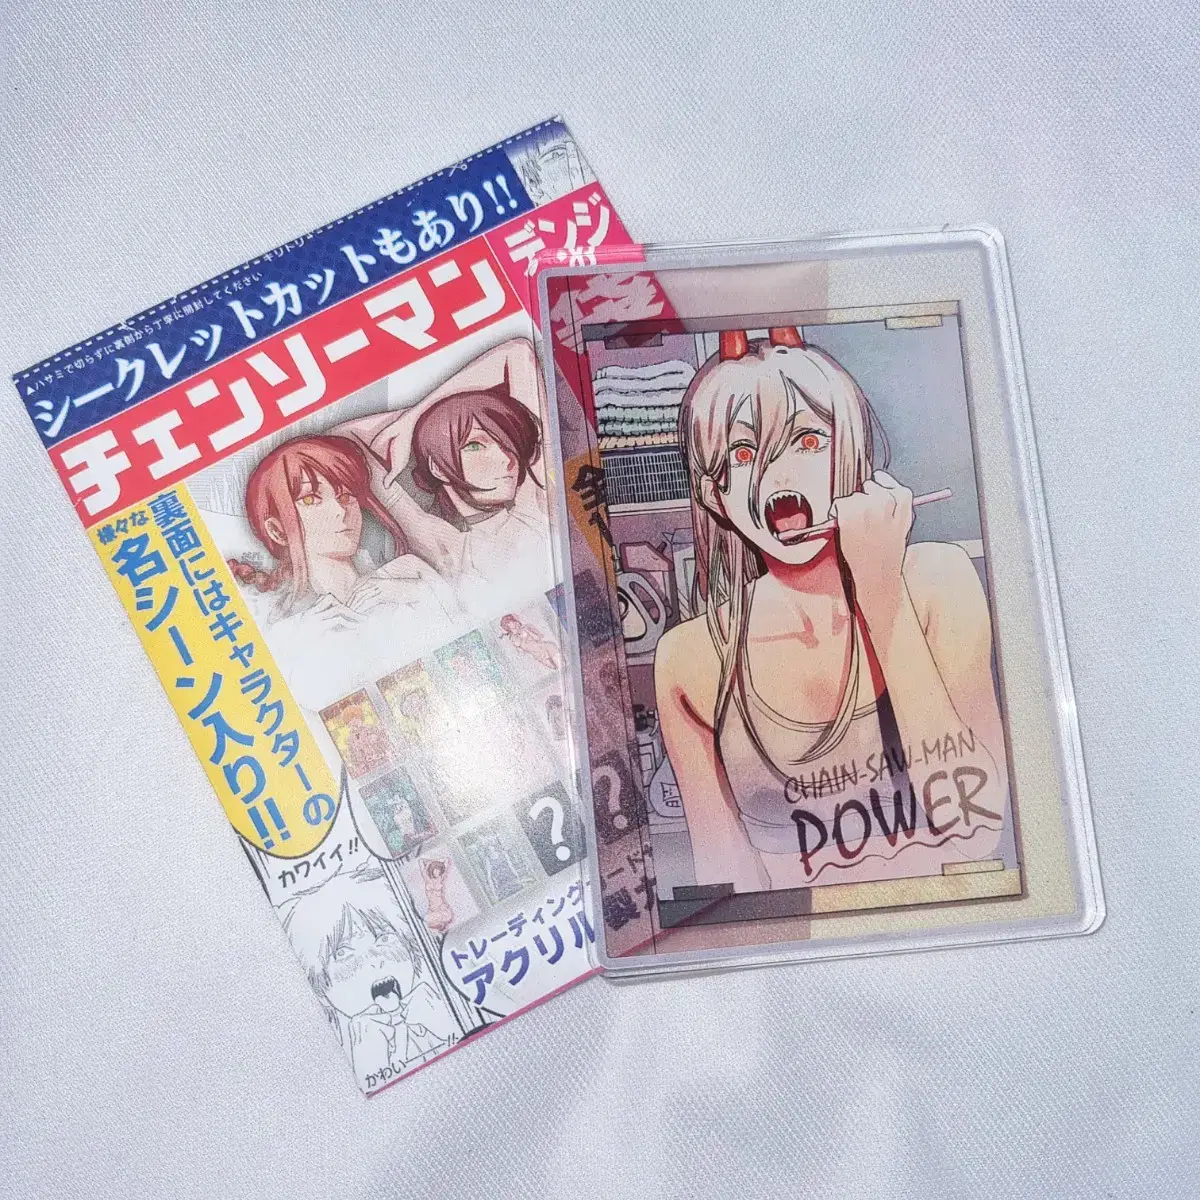 シークレットカットもあり!!
キリトリ
▲ハサミで切らずに裏側から丁寧に開封してください
チェンソーマン
デンジ
裏面にはキャラクターの
様々な名シーン入り!!
カワイイ!!
?
?
トレーディング
アクリル
かわいーー!!
CHAIN-SAW-MAN
POWER